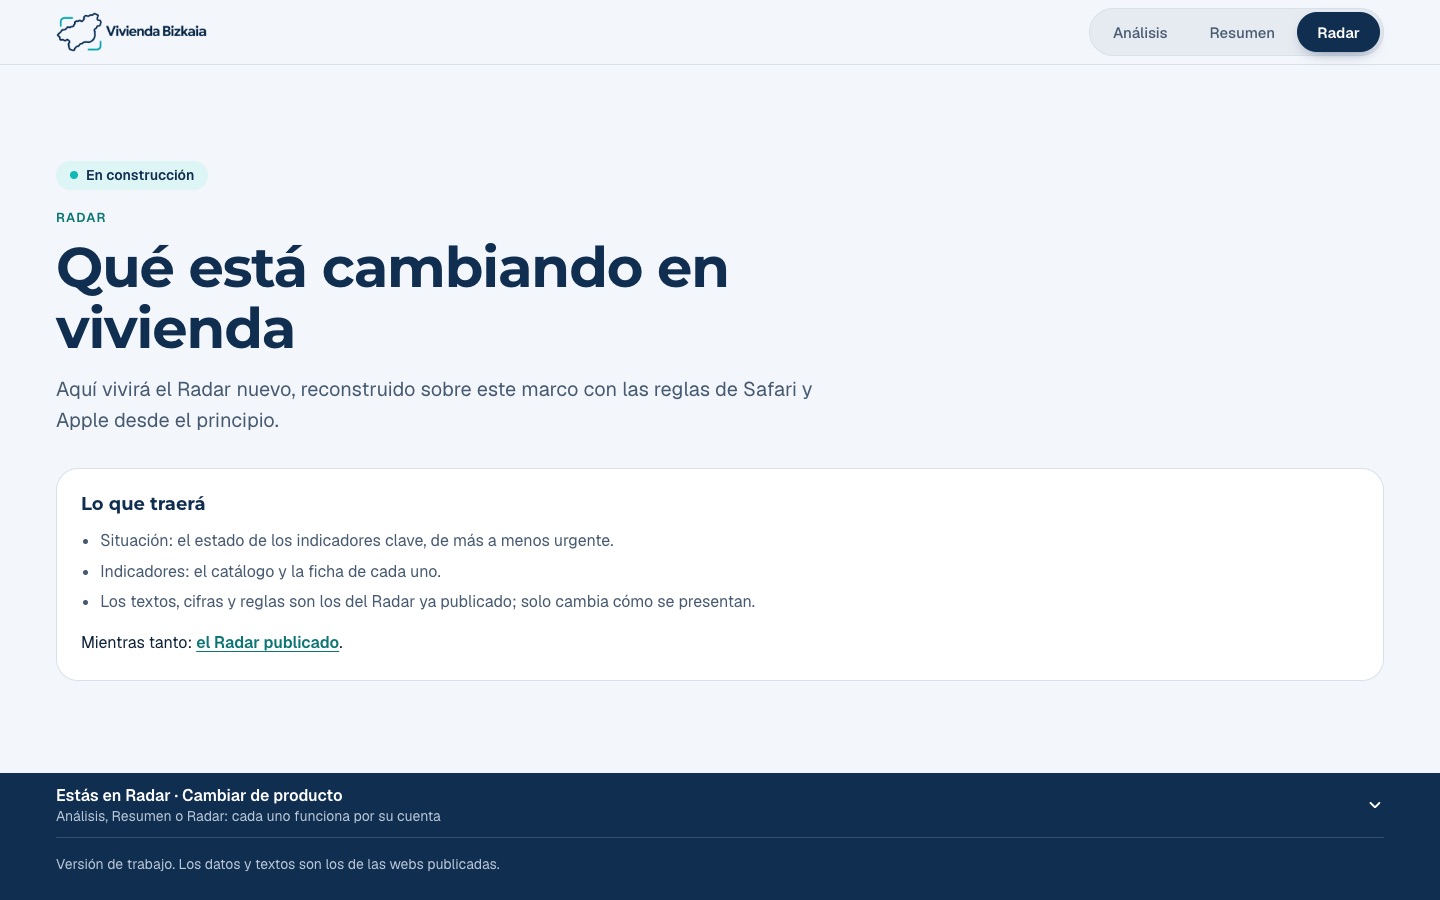 Vivienda Bizkaia
Análisis
Resumen
Radar
En construcción
RADAR
Qué está cambiando en
vivienda
Aquí vivirá el Radar nuevo, reconstruido sobre este marco con las reglas de Safari y
Apple desde el principio.
Lo que traerá
Situación: el estado de los indicadores clave, de más a menos urgente.
Indicadores: el catálogo y la ficha de cada uno.
Los textos, cifras y reglas son los del Radar ya publicado; solo cambia cómo se presentan.
Mientras tanto: el Radar publicado.
Estás en Radar · Cambiar de producto
Análisis, Resumen o Radar: cada uno funciona por su cuenta
Versión de trabajo. Los datos y textos son los de las webs publicadas.